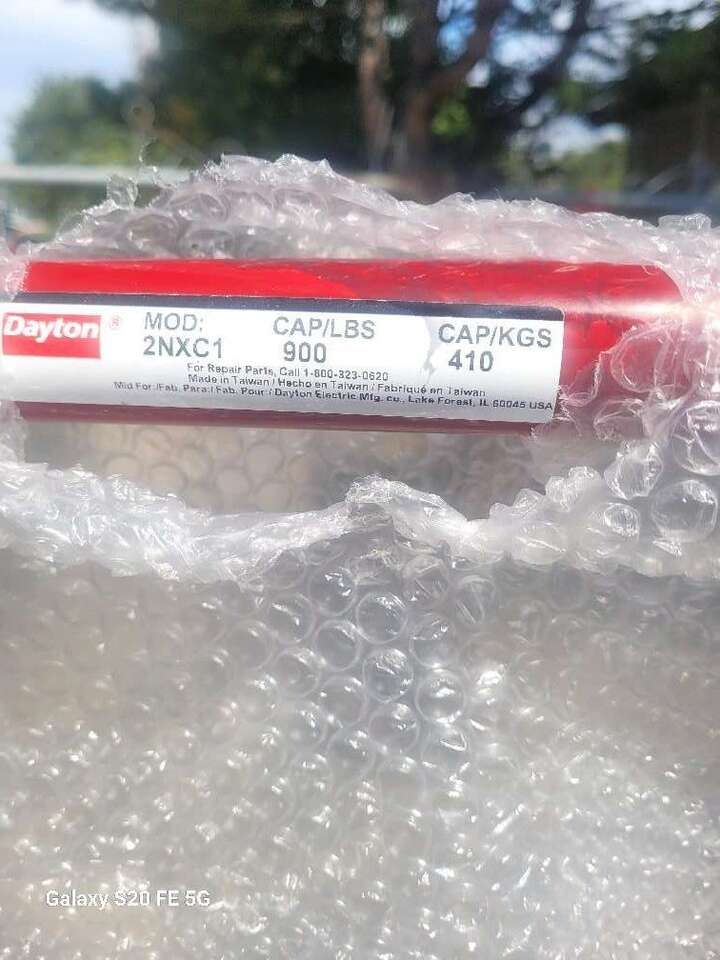 Dayton®
MOD: CAP/LBS CAP/KGS
2NXC1 900 410
For Repair Parts, Call 1-800-323-0620
Made in Taiwan / Hecho en Taiwan / Fabriqué en Taiwan
Mfd For./Fab. Para:/ Fab. Pour:/ Dayton Electric Mfg. co., Lake Forest, IL 60045 USA
Galaxy S20 FE 5G